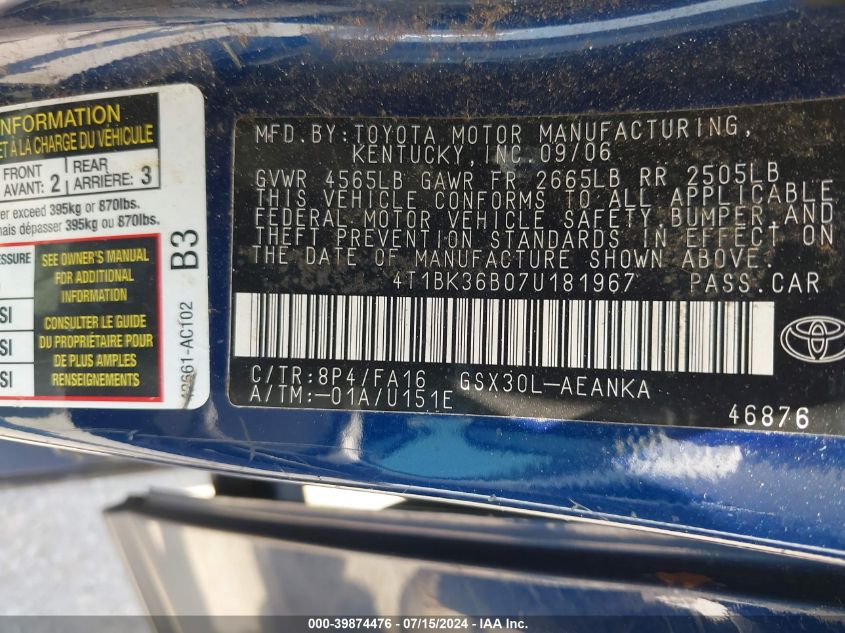 INFORMATION
ET À LA CHARGE DU VÉHICULE
FRONT
AVANT: 2
REAR
ARRIÈRE: 3
exceed 395kg or 870lbs.
mais dépasser 395kg ou 870lbs.
PRESSURE
SEE OWNER'S MANUAL
FOR ADDITIONAL
INFORMATION
CONSULTER LE GUIDE
DU PROPRIÉTAIRE POUR
DE PLUS AMPLES
RENSEIGNEMENTS
B3
42661-AC102
MFD.BY:TOYOTA MOTOR MANUFACTURING,
KENTUCKY, INC. 09/06
GVWR 4565LB GAWR FR 2665LB RR 2505LB
THIS VEHICLE CONFORMS TO ALL APPLICABLE
FEDERAL MOTOR VEHICLE SAFETY, BUMPER, AND
THEFT PREVENTION STANDARDS IN EFFECT ON
THE DATE OF MANUFACTURE SHOWN ABOVE.
4T1BK36B07U181967 PASS.CAR
C/TR:8P4/FA16 GSX30L-AEANKA
A/TM:-01A/U151E
46876
000-39874476 - 07/15/2024 - IAA Inc.